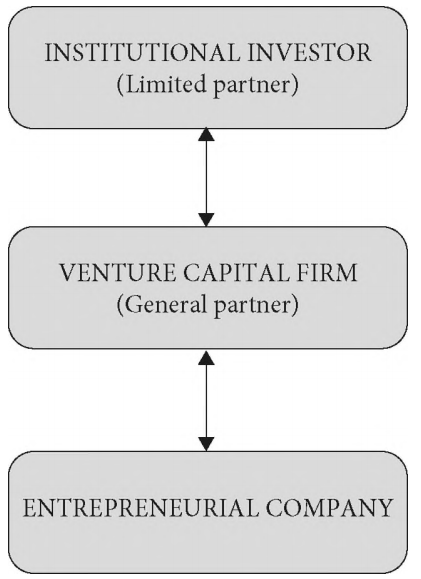 INSTITUTIONAL INVESTOR
(Limited partner)
VENTURE CAPITAL FIRM
(General partner)
ENTREPRENEURIAL COMPANY